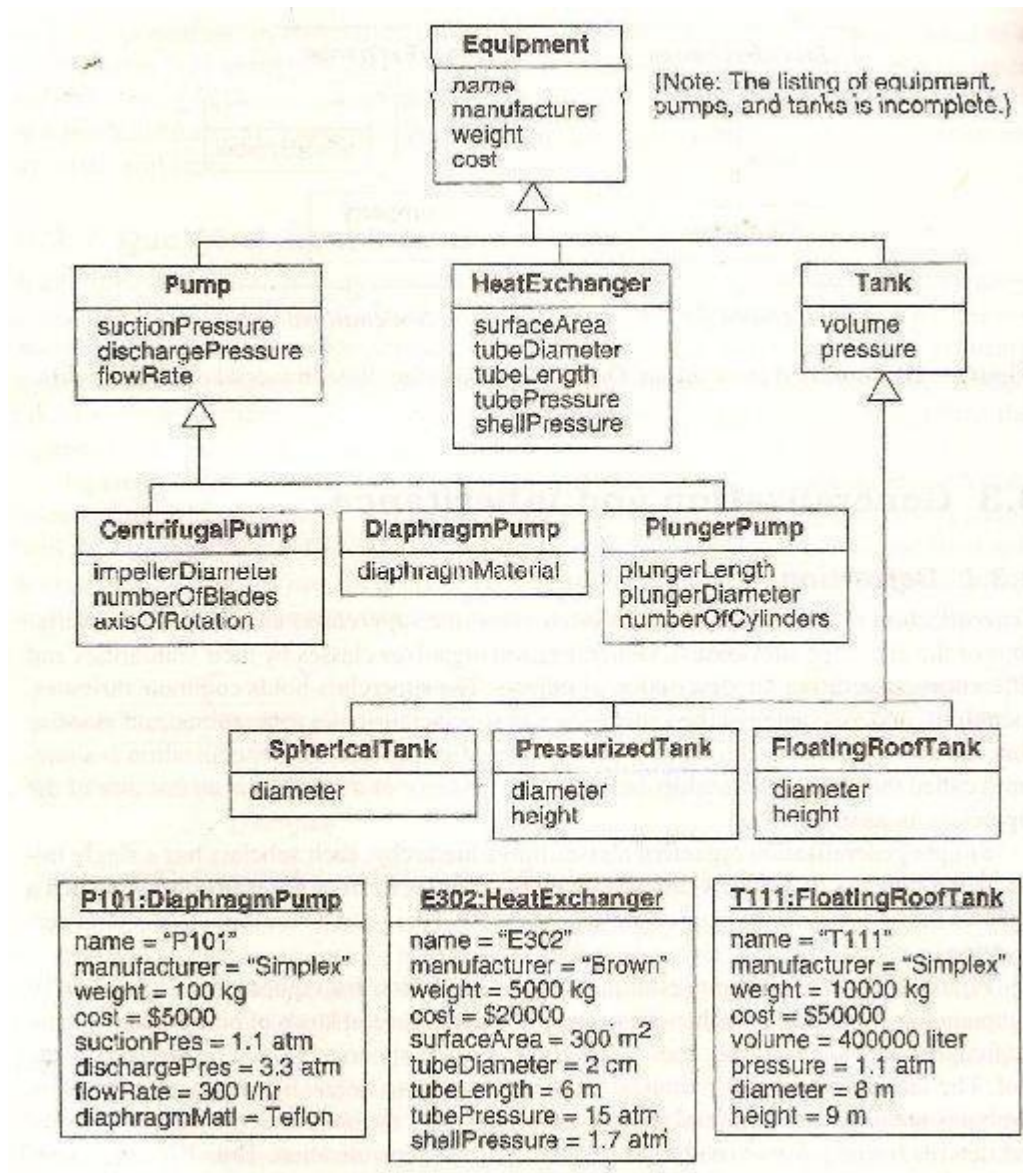 Equipment
name
manufacturer
weight
cost
{Note: The listing of equipment,
pumps, and tanks is incomplete.}
Pump
suctionPressure
dischargePressure
flowRate
HeatExchanger
surfaceArea
tubeDiameter
tubeLength
tubePressure
shellPressure
Tank
volume
pressure
CentrifugalPump
impellerDiameter
numberOfBlades
axisOfRotation
DiaphragmPump
diaphragmMaterial
PlungerPump
plungerLength
plungerDiameter
numberOfCylinders
SphericalTank
diameter
PressurizedTank
diameter
height
FloatingRoofTank
diameter
height
P101:DiaphragmPump
name = “P101”
manufacturer = “Simplex”
weight = 100 kg
cost = $5000
suctionPres = 1.1 atm
dischargePres = 3.3 atm
flowRate = 300 l/hr
diaphragmMatl = Teflon
E302:HeatExchanger
name = “E302”
manufacturer = “Brown”
weight = 5000 kg
cost = $20000
surfaceArea = 300 m²
tubeDiameter = 2 cm
tubeLength = 6 m
tubePressure = 15 atm
shellPressure = 1.7 atm
T111:FloatingRoofTank
name = “T111”
manufacturer = “Simplex”
weight = 10000 kg
cost = $50000
volume = 400000 liter
pressure = 1.1 atm
diameter = 8 m
height = 9 m